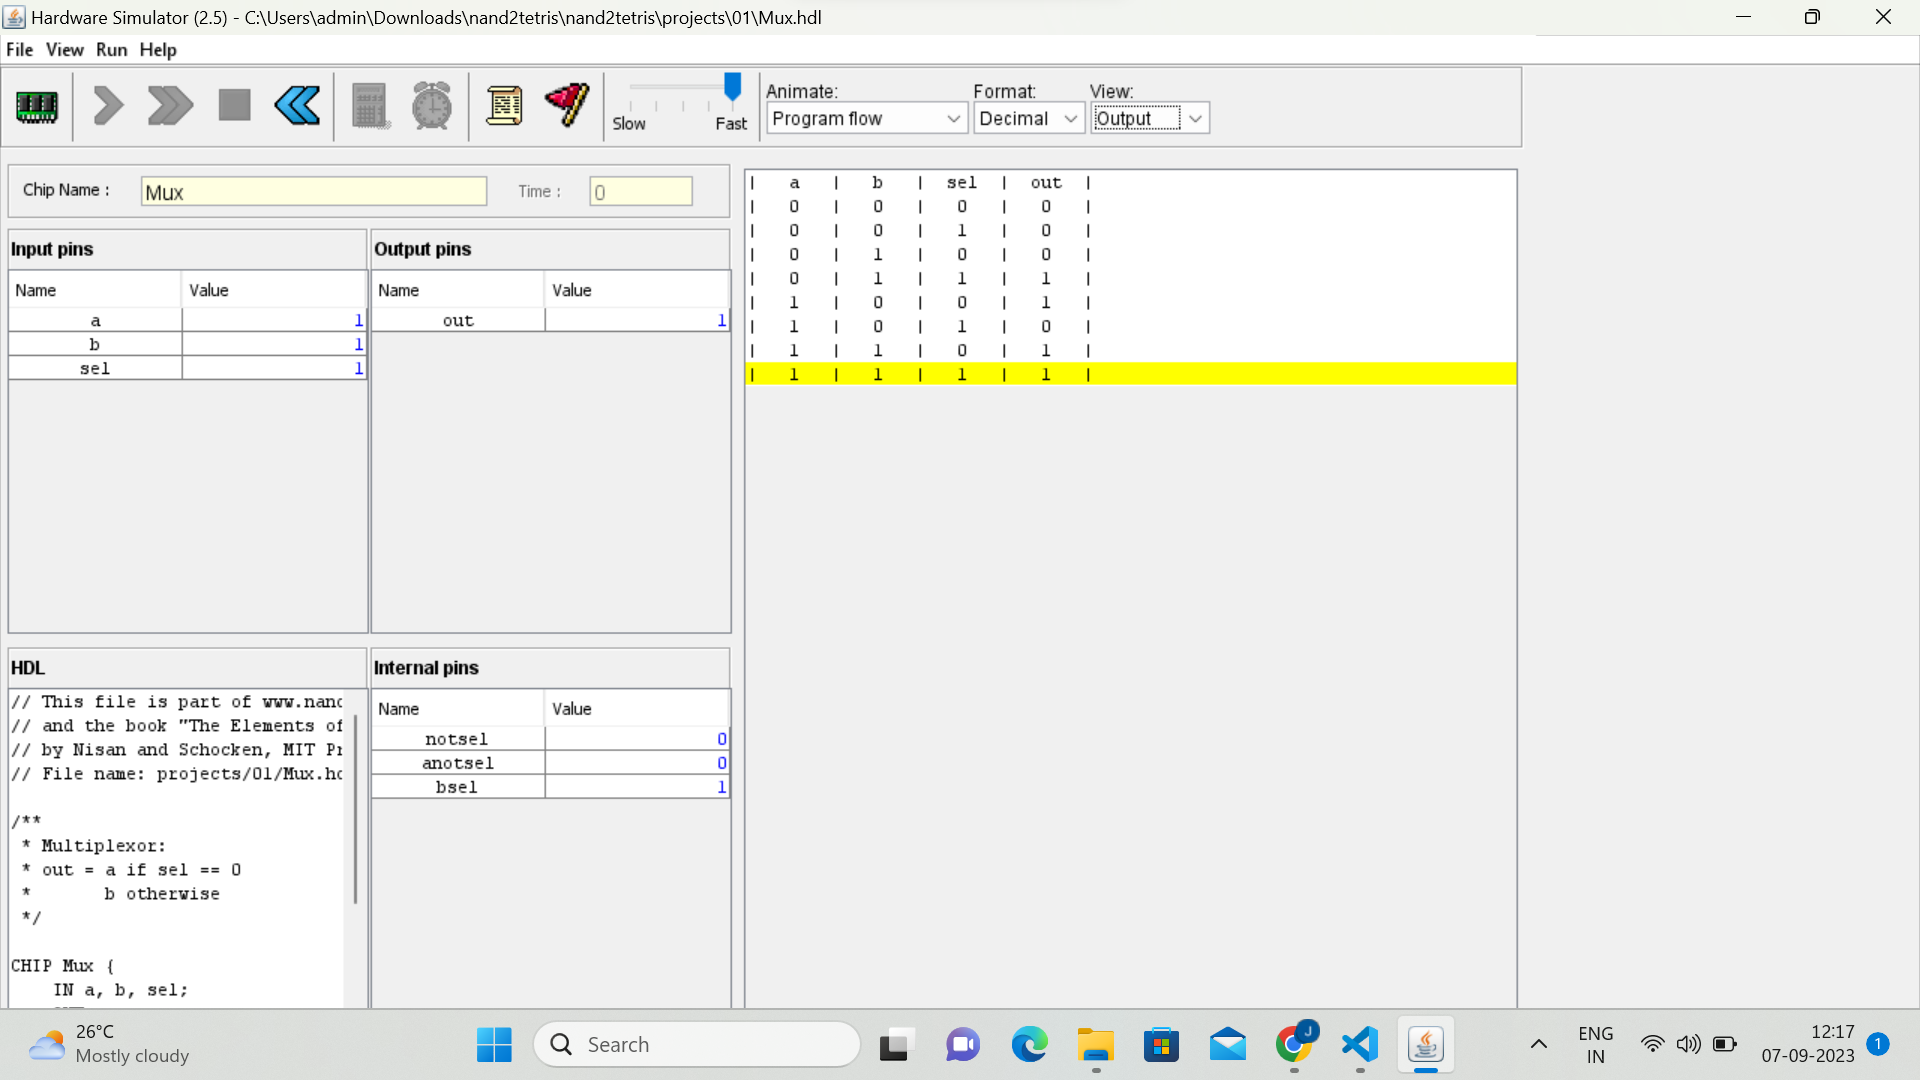 Hardware Simulator (2.5) - C:\Users\admin\Downloads\nand2tetris\nand2tetris\projects\01\Mux.hdl
File View Run Help
Slow Fast
Animate: Format: View:
Program flow Decimal Output
Chip Name : Mux Time : 0
Input pins
Name Value
a 1
b 1
sel 1
Output pins
Name Value
out 1
| a | b | sel | out |
| 0 | 0 | 0 | 0 |
| 0 | 0 | 1 | 0 |
| 0 | 1 | 0 | 0 |
| 0 | 1 | 1 | 1 |
| 1 | 0 | 0 | 1 |
| 1 | 0 | 1 | 0 |
| 1 | 1 | 0 | 1 |
| 1 | 1 | 1 | 1 |
HDL
// This file is part of www.nanc
// and the book "The Elements of
// by Nisan and Schocken, MIT Pr
// File name: projects/01/Mux.hc
/**
* Multiplexor:
* out = a if sel == 0
* b otherwise
*/
CHIP Mux {
IN a, b, sel;
Internal pins
Name Value
notsel 0
anotsel 0
bsel 1
26°C
Mostly cloudy
Search
J
ENG
IN
12:17
07-09-2023
1